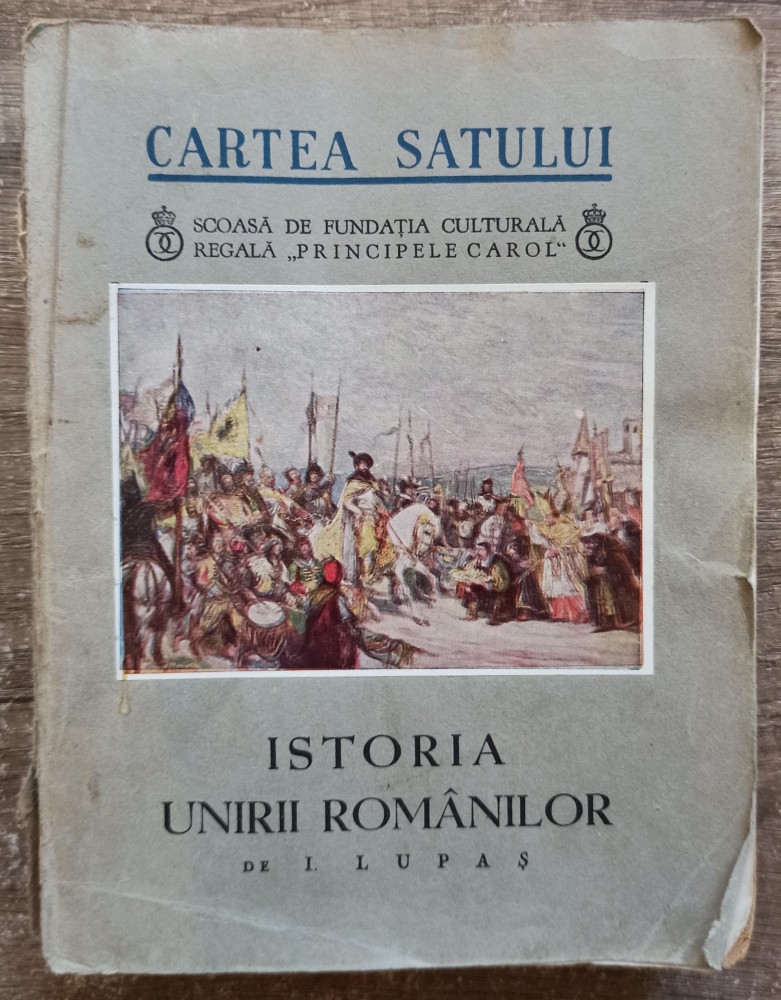 CARTEA SATULUI
SCOASĂ DE FUNDAȚIA CULTURALĂ
REGALĂ „PRINCIPELE CAROL“
ISTORIA
UNIRII ROMÂNILOR
DE I. LUPAȘ